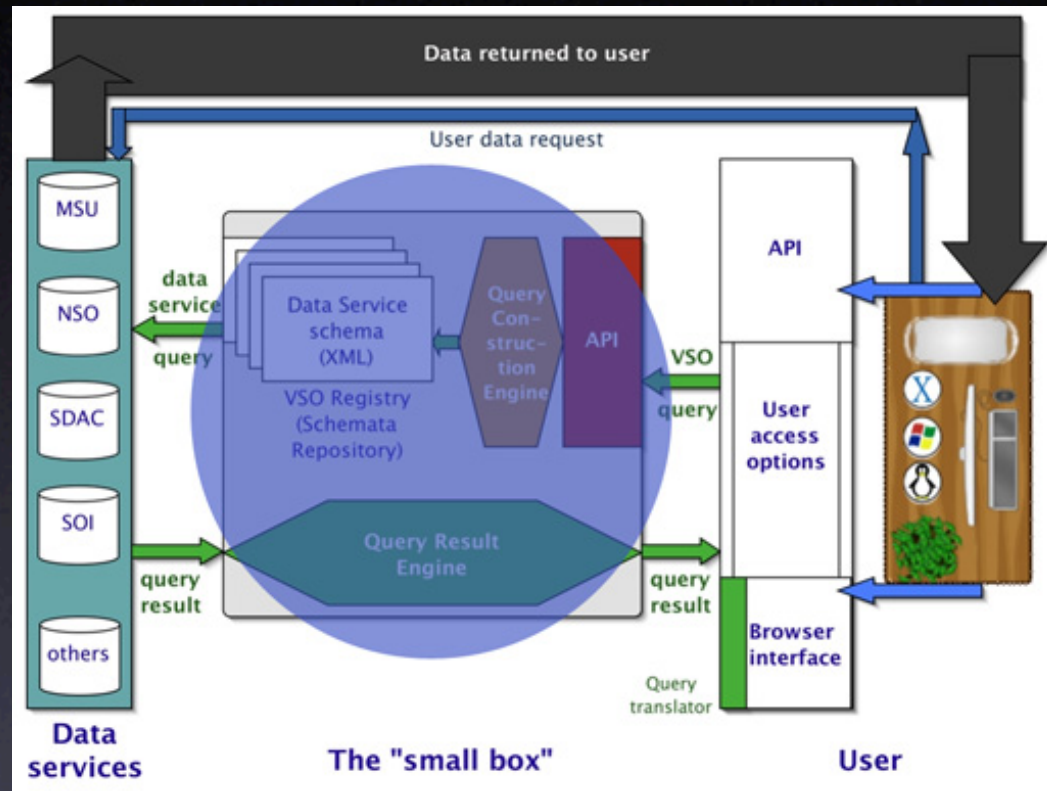 Data returned to user
User data request
MSU
NSO
SDAC
SOI
others
Data
services
data
service
query
query
result
Data Service
schema
(XML)
VSO Registry
(Schemata
Repository)
Query
Con-
struc-
tion
Engine
API
Query Result
Engine
The "small box"
VSO
query
query
result
Query
translator
API
User
access
options
Browser
interface
User
X